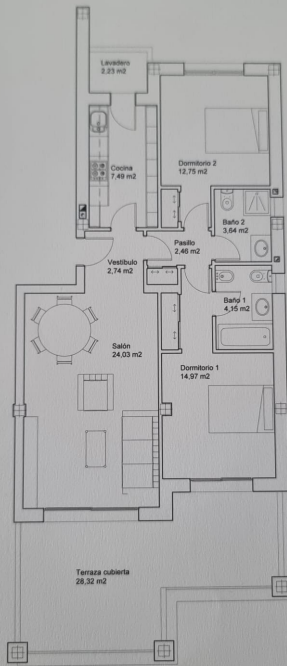 Lavadero
2,23 m2
Dormitorio 2
12,75 m2
Cocina
7,49 m2
Baño 2
3,64 m2
Pasillo
2,46 m2
Vestíbulo
2,74 m2
Baño 1
4,15 m2
Salón
24,03 m2
Dormitorio 1
14,97 m2
Terraza cubierta
28,32 m2